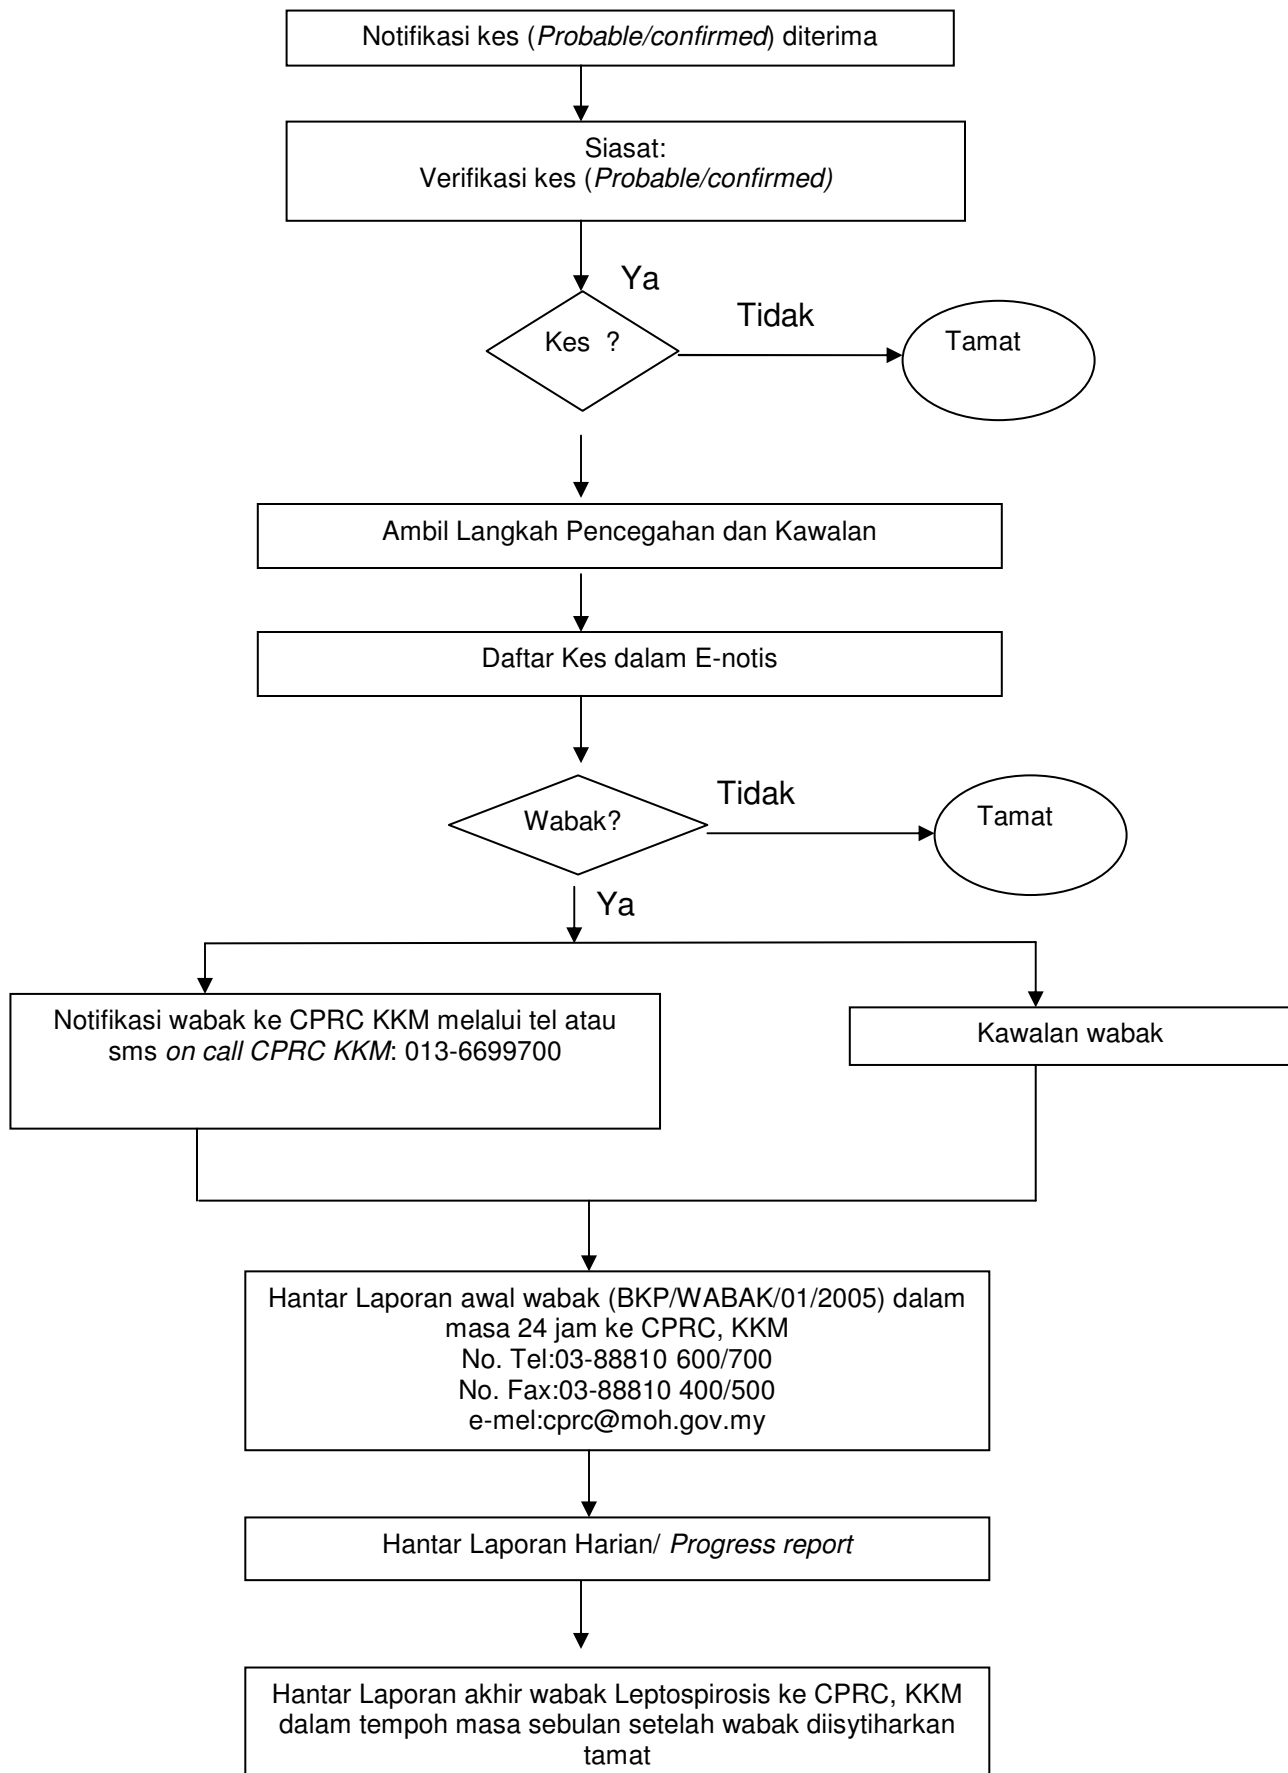 Notifikasi kes (Probable/confirmed) diterima
Siasat:
Verifikasi kes (Probable/confirmed)
Ya
Kes ?
Tidak
Tamat
Ambil Langkah Pencegahan dan Kawalan
Daftar Kes dalam E-notis
Wabak?
Tidak
Tamat
Ya
Notifikasi wabak ke CPRC KKM melalui tel atau
sms on call CPRC KKM: 013-6699700
Kawalan wabak
Hantar Laporan awal wabak (BKP/WABAK/01/2005) dalam
masa 24 jam ke CPRC, KKM
No. Tel:03-88810 600/700
No. Fax:03-88810 400/500
e-mel:cprc@moh.gov.my
Hantar Laporan Harian/ Progress report
Hantar Laporan akhir wabak Leptospirosis ke CPRC, KKM
dalam tempoh masa sebulan setelah wabak diisytiharkan
tamat